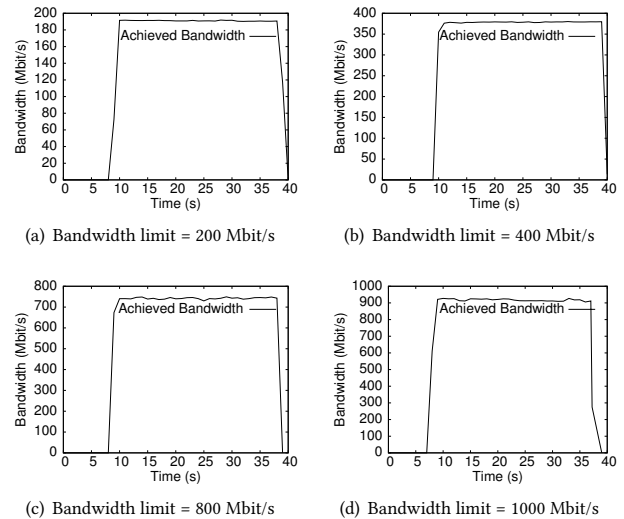 200
180
160
140
120
100
80
60
40
20
0
Bandwidth (Mbit/s)
Achieved Bandwidth
0 5 10 15 20 25 30 35 40
Time (s)
(a) Bandwidth limit = 200 Mbit/s
400
350
300
250
200
150
100
50
0
Bandwidth (Mbit/s)
Achieved Bandwidth
0 5 10 15 20 25 30 35 40
Time (s)
(b) Bandwidth limit = 400 Mbit/s
800
700
600
500
400
300
200
100
0
Bandwidth (Mbit/s)
Achieved Bandwidth
0 5 10 15 20 25 30 35 40
Time (s)
(c) Bandwidth limit = 800 Mbit/s
1000
900
800
700
600
500
400
300
200
100
0
Bandwidth (Mbit/s)
Achieved Bandwidth
0 5 10 15 20 25 30 35 40
Time (s)
(d) Bandwidth limit = 1000 Mbit/s